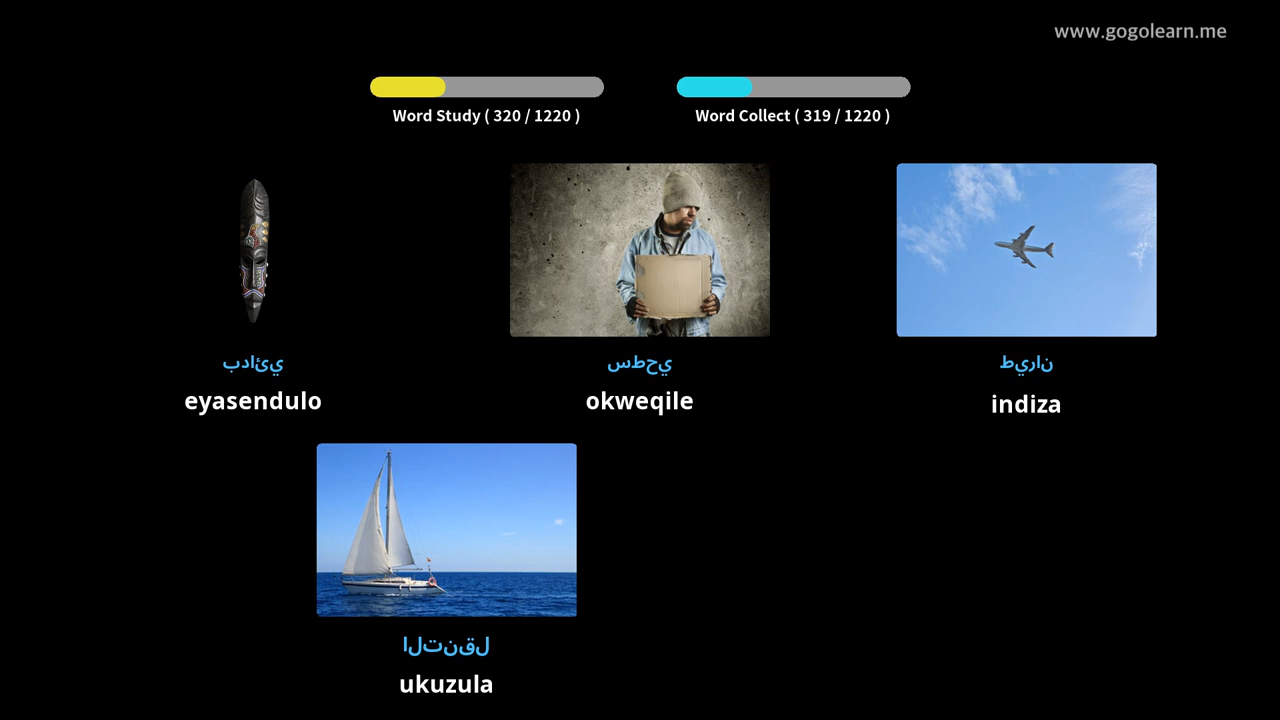 www.gogolearn.me
Word Study ( 320 / 1220 )
Word Collect ( 319 / 1220 )
بدائي
eyasendulo
سطحي
okweqile
طيران
indiza
التنقل
ukuzula